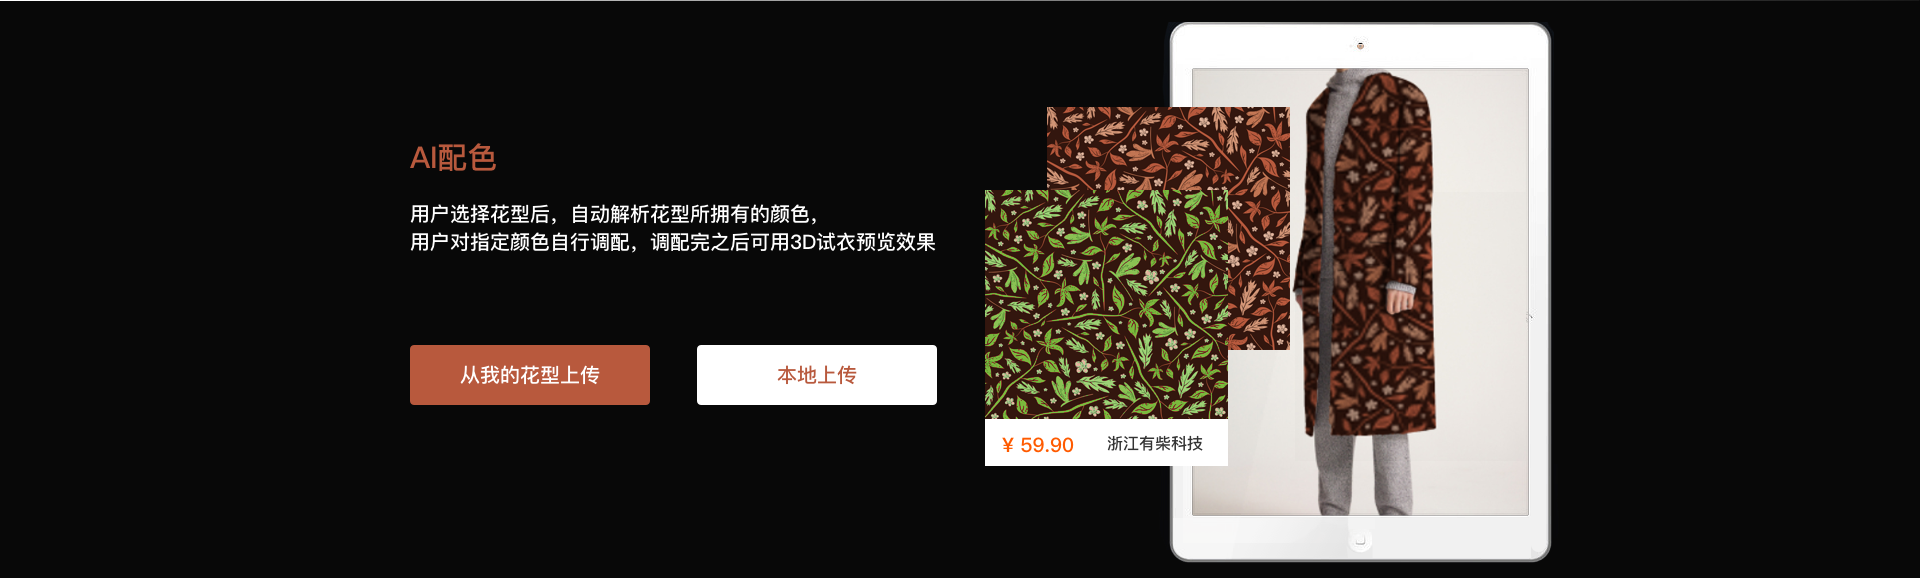 AI配色
用户选择花型后，自动解析花型所拥有的颜色，
用户对指定颜色自行调配，调配完之后可用3D试衣预览效果
从我的花型上传
本地上传
¥ 59.90
浙江有柴科技